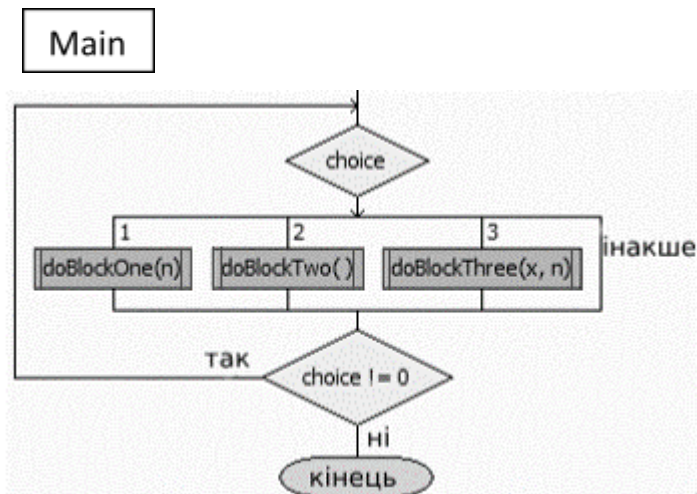 Main
choice
1 2 3
інакше
doBlockOne(n) doBlockTwo( ) doBlockThree(x, n)
так
choice != 0
ні
кінець